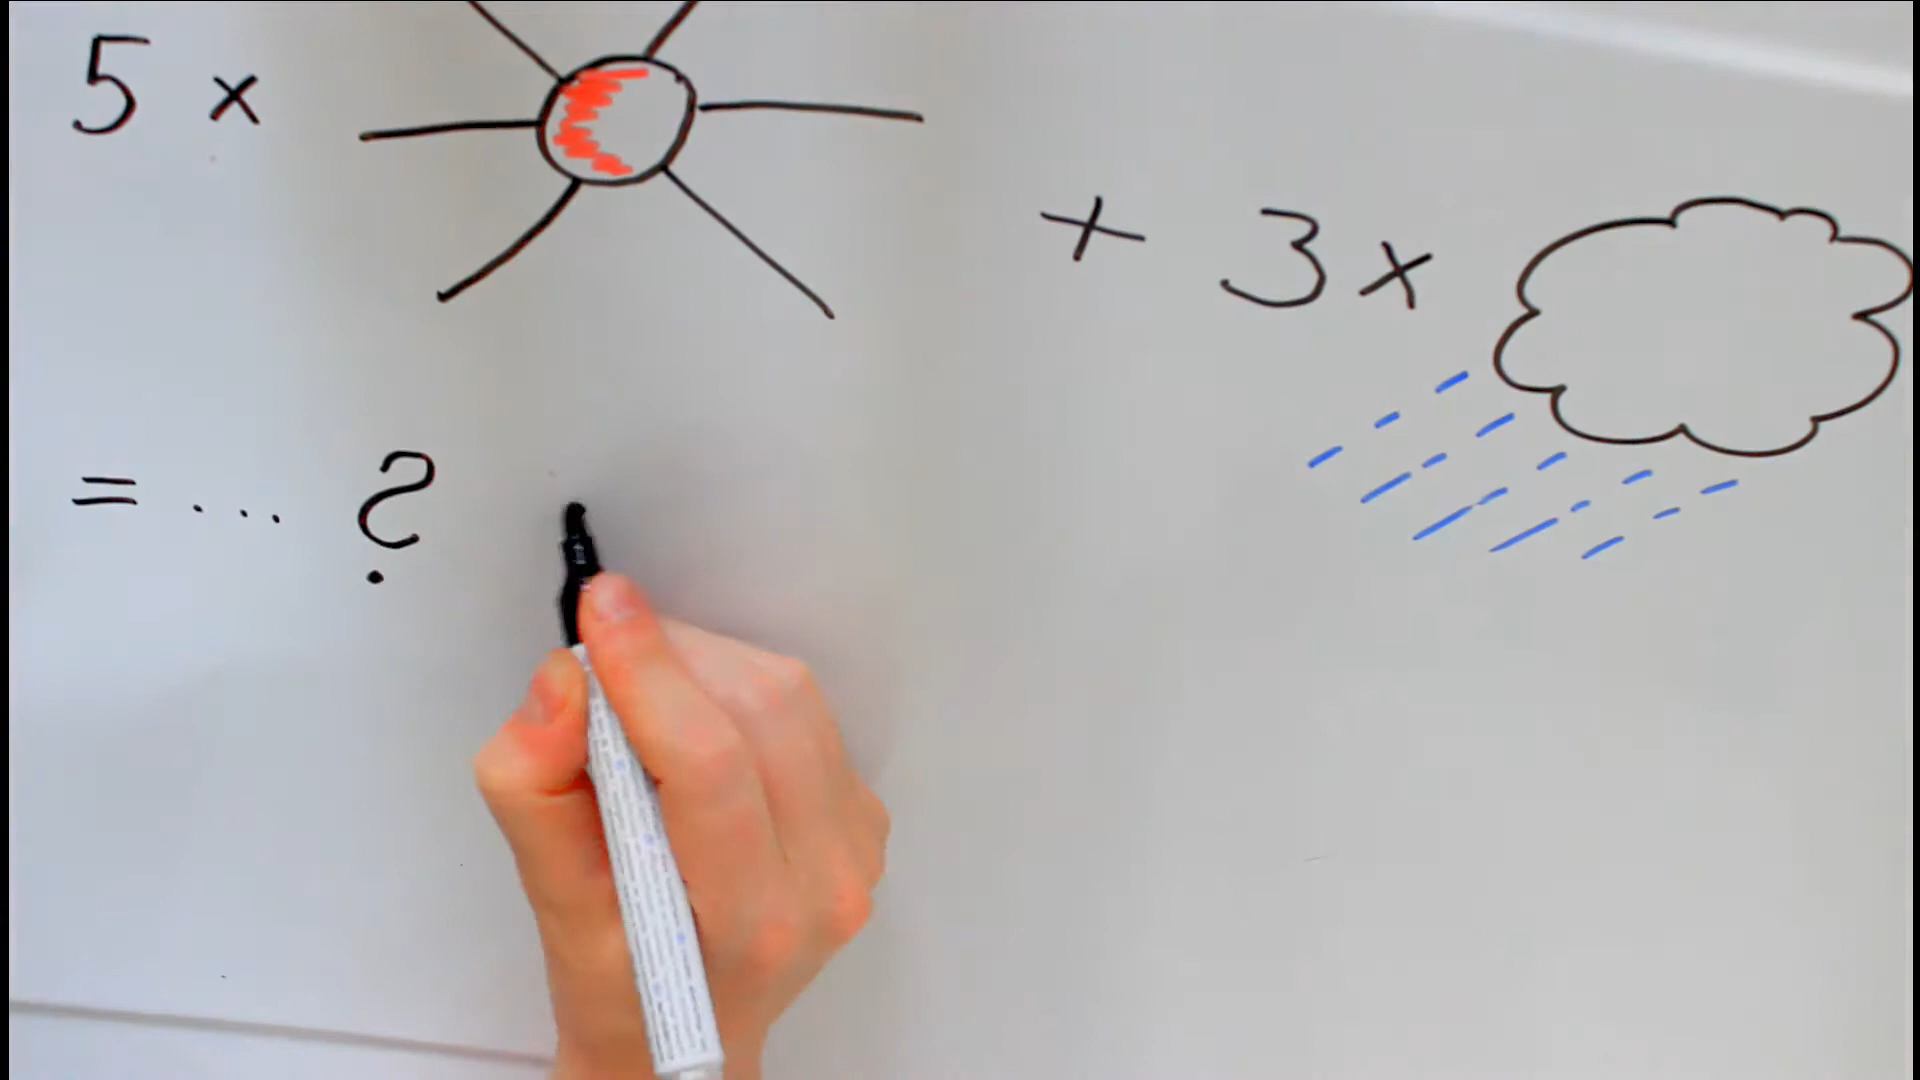 5 x
+ 3 x
= ... ?